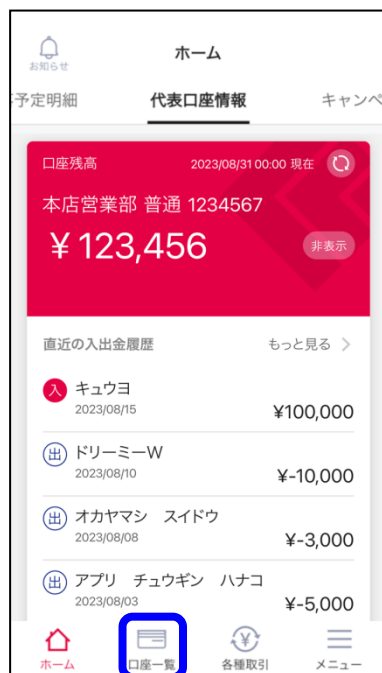 お知らせ
ホーム
予定明細 代表口座情報 キャンペ
口座残高 2023/08/31 00:00 現在
本店営業部 普通 1234567
¥ 123,456 非表示
直近の入出金履歴 もっと見る
入 キュウヨ
2023/08/15 ¥100,000
出 ドリーミーW
2023/08/10 ¥-10,000
出 オカヤマシ スイドウ
2023/08/08 ¥-3,000
出 アプリ チュウギン ハナコ
2023/08/03 ¥-5,000
ホーム 口座一覧 各種取引 メニュー